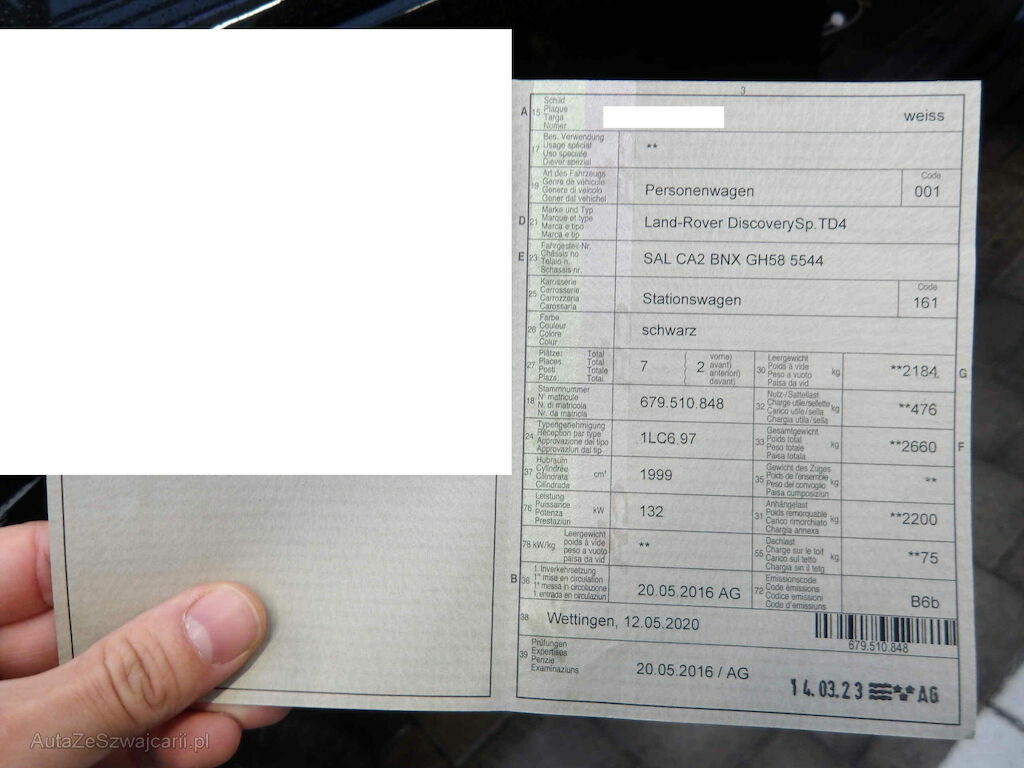 3
A 15 Schild
Plaque
Targa
Numer
weiss
17 Bes. Verwendung
Usage spécial
Uso speciale
Diever spezial
**
19 Art des Fahrzeugs
Genre de véhicule
Genere di veicolo
Gener dal vehichel
Personenwagen
Code
001
D 21 Marke und Typ
Marque et type
Marca e tipo
Marca e tip
Land-Rover DiscoverySp.TD4
E 23 Fahrgestell-Nr.
Châssis no
Telaio n.
Schassis nr.
SAL CA2 BNX GH58 5544
25 Karosserie
Carrosserie
Carrozzeria
Carossaria
Stationswagen
Code
161
26 Farbe
Couleur
Colore
Colur
schwarz
27 Plätze: Total
Places: Total
Posti: Totale
Plazs: Total
7
( 2 vorne)
avant)
anteriori)
davant)
30 Leergewicht
Poids à vide
Peso a vuoto
Paisa da vid
kg
**2184
G
18 Stammnummer
N° matricule
N. di matricola
Nr. da matricla
679.510.848
32 Nutz-/Sattellast
Charge utile/sellette
Carico utile/sella
Chargia utila/sella
kg
**476
24 Typengenehmigung
Réception par type
Approvazione del tipo
Approvaziun dal tip
1LC6 97
33 Gesamtgewicht
Poids total
Peso totale
Paisa totala
kg
**2660
F
37 Hubraum
Cylindrée
Cilindrata
Cilindrada
cm³
1999
35 Gewicht des Zuges
Poids de l'ensemble
Peso del convoglio
Paisa cumposiziun
kg
**
76 Leistung
Puissance
Potenza
Prestaziun
kW
132
31 Anhängelast
Poids remorquable
Carico rimorchiato
Chargia annexa
kg
**2200
78 kW/kg Leergewicht
poids à vide
peso a vuoto
paisa da vid
**
55 Dachlast
Charge sur le toit
Carico sul tetto
Chargia sin il tetg
kg
**75
B 36 1. Inverkehrsetzung
1re mise en circulation
1a messa in circolazione
1. entrada en circulaziun
20.05.2016 AG
72 Emissionscode
Code émissions
Codice emissioni
Code d'emissiuns
B6b
38 Wettingen, 12.05.2020
679.510.848
39 Prüfungen
Expertises
Perizie
Examinaziuns
20.05.2016 / AG
14.03.23 AG
AutaZeSzwajcarii.pl